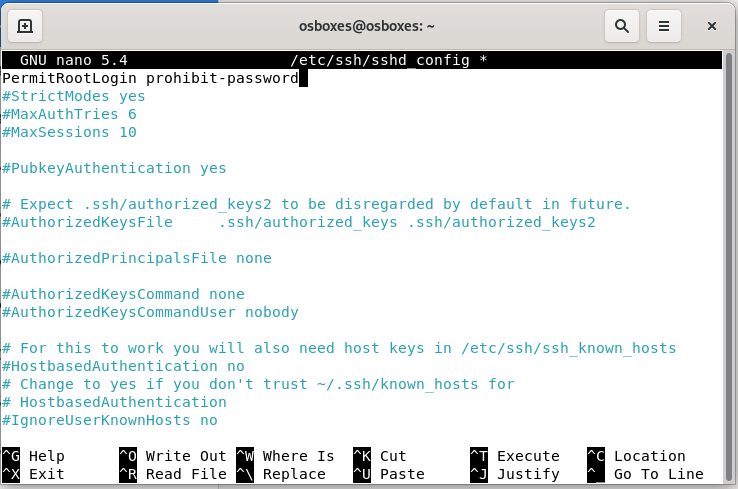 osboxes@osboxes: ~
GNU nano 5.4 /etc/ssh/sshd_config *
PermitRootLogin prohibit-password
#StrictModes yes
#MaxAuthTries 6
#MaxSessions 10
#PubkeyAuthentication yes
# Expect .ssh/authorized_keys2 to be disregarded by default in future.
#AuthorizedKeysFile .ssh/authorized_keys .ssh/authorized_keys2
#AuthorizedPrincipalsFile none
#AuthorizedKeysCommand none
#AuthorizedKeysCommandUser nobody
# For this to work you will also need host keys in /etc/ssh/ssh_known_hosts
#HostbasedAuthentication no
# Change to yes if you don't trust ~/.ssh/known_hosts for
# HostbasedAuthentication
#IgnoreUserKnownHosts no
^G Help ^O Write Out ^W Where Is ^K Cut ^T Execute ^C Location
^X Exit ^R Read File ^\ Replace ^U Paste ^J Justify ^_ Go To Line